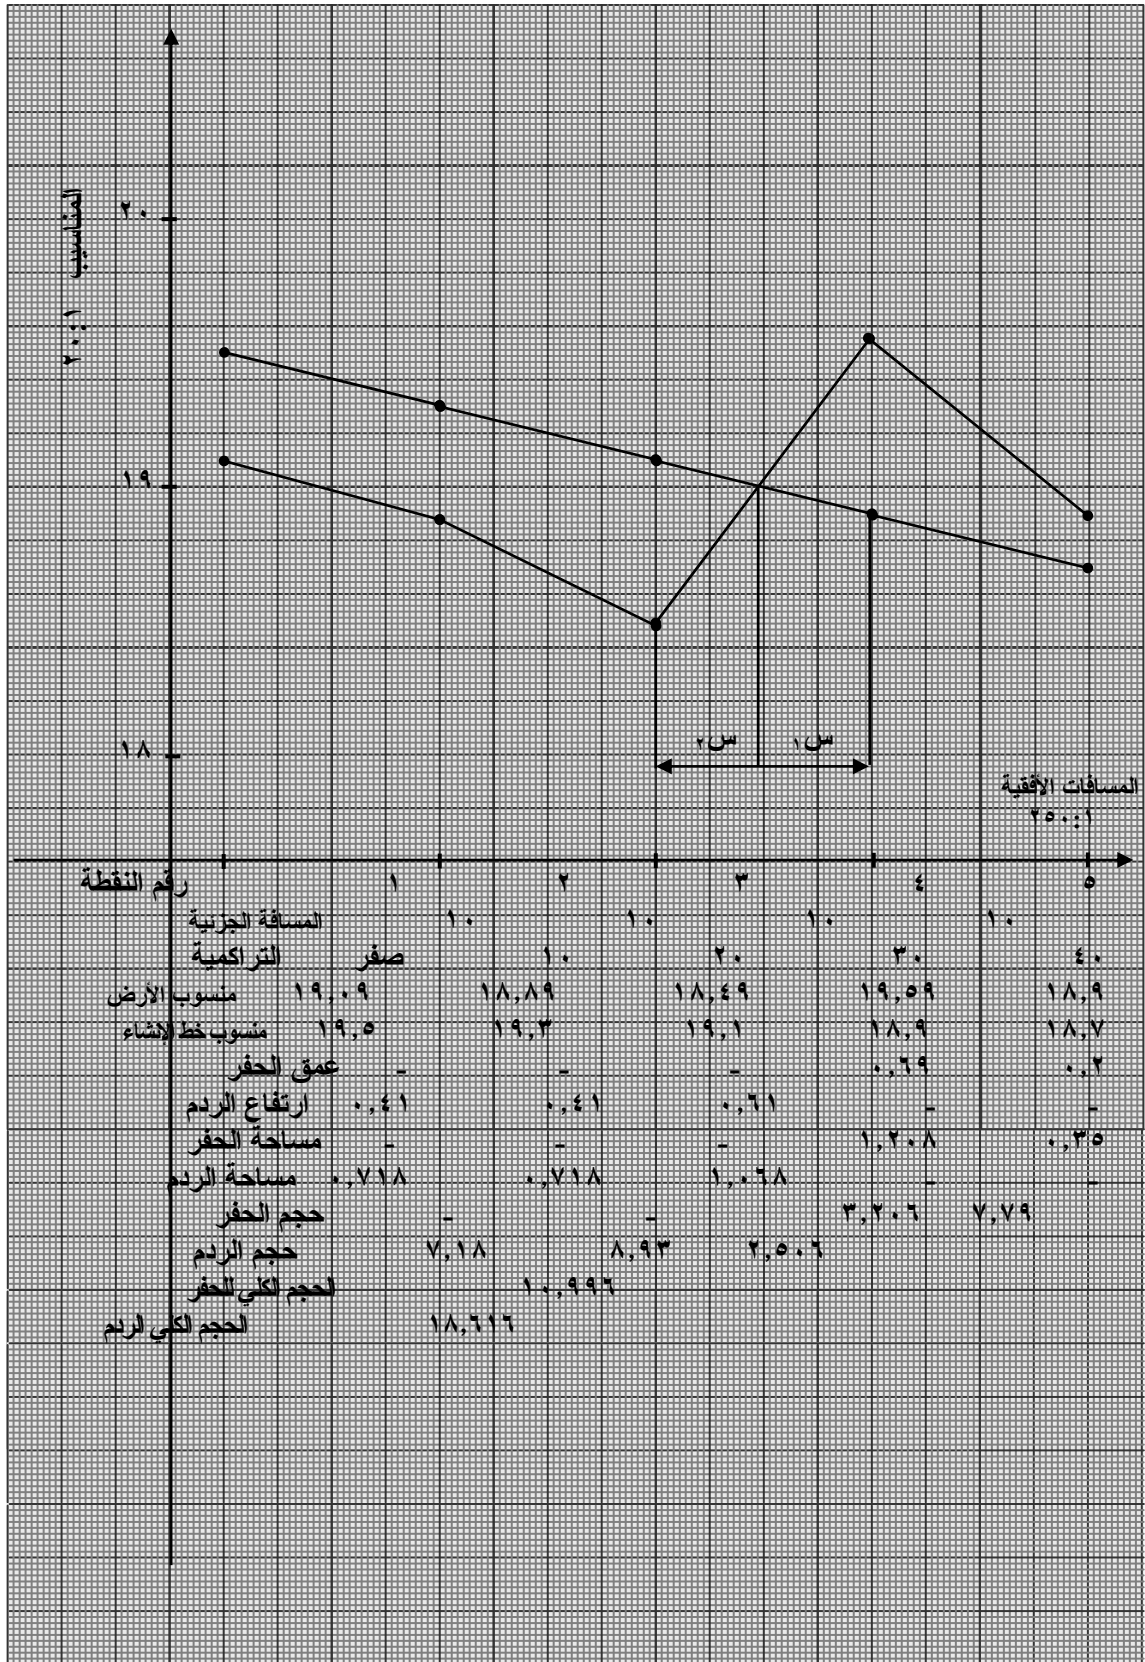 المناسيب ١:٢٠
٢٠
١٩
١٨
س٢ س١
المسافات الأفقية
١:٢٥٠
رقم النقطة ١ ٢ ٣ ٤ ٥
المسافة الجزئية ١٠ ١٠ ١٠ ١٠
التراكمية صفر ١٠ ٢٠ ٣٠ ٤٠
منسوب الأرض ١٩,٠٩ ١٨,٨٩ ١٨,٤٩ ١٩,٥٩ ١٨,٩
منسوب خط الإنشاء ١٩,٥ ١٩,٣ ١٩,١ ١٨,٩ ١٨,٧
عمق الحفر - - - ٠,٦٩ ٠,٢
ارتفاع الردم ٠,٤١ ٠,٤١ ٠,٦١ - -
مساحة الحفر - - - ١,٢٠٨ ٠,٣٥
مساحة الردم ٠,٧١٨ ٠,٧١٨ ١,٠٦٨ - -
حجم الحفر - - ٣,٢٠٦ ٧,٧٩
حجم الردم ٧,١٨ ٨,٩٣ ٢,٥٠٦
الحجم الكلي للحفر ١٠,٩٩٦
الحجم الكلي الردم ١٨,٦١٦